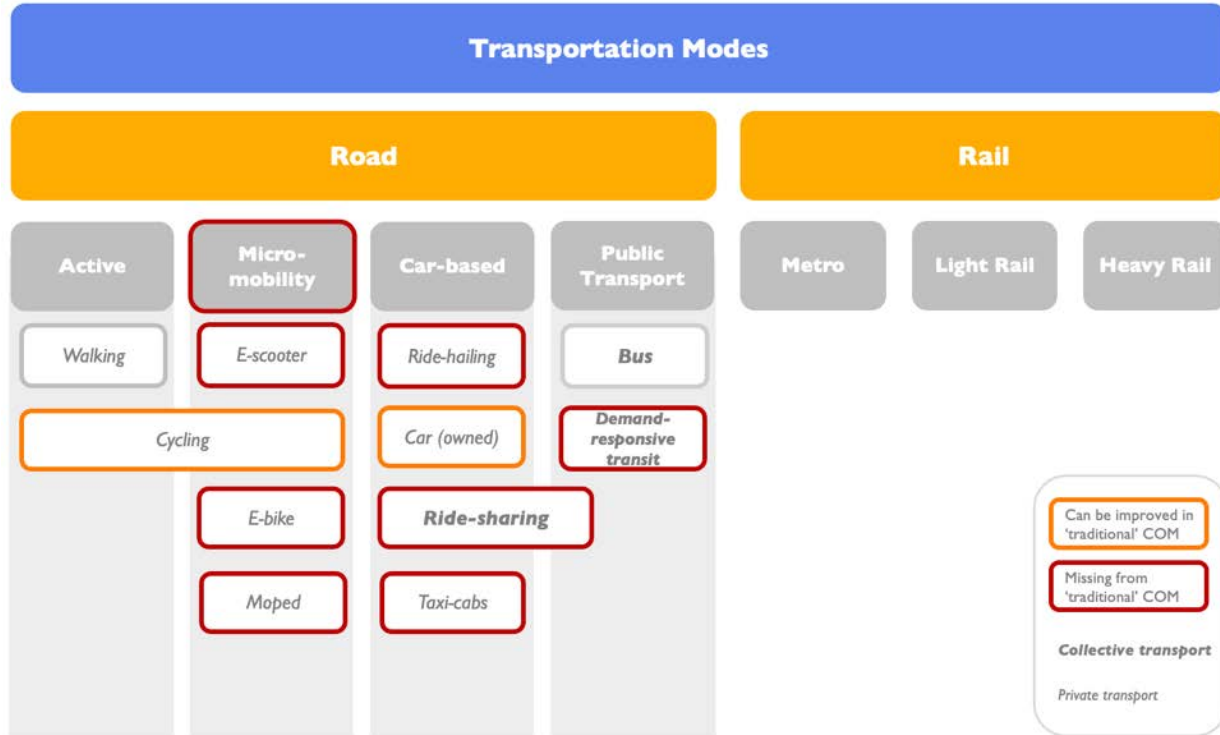 Transportation Modes
Road
Rail
Active
Micro-
mobility
Car-based
Public
Transport
Metro
Light Rail
Heavy Rail
Walking
E-scooter
Ride-hailing
Bus
Cycling
Car (owned)
Demand-
responsive
transit
E-bike
Ride-sharing
Moped
Taxi-cabs
Can be improved in
'traditional' COM
Missing from
'traditional' COM
Collective transport
Private transport